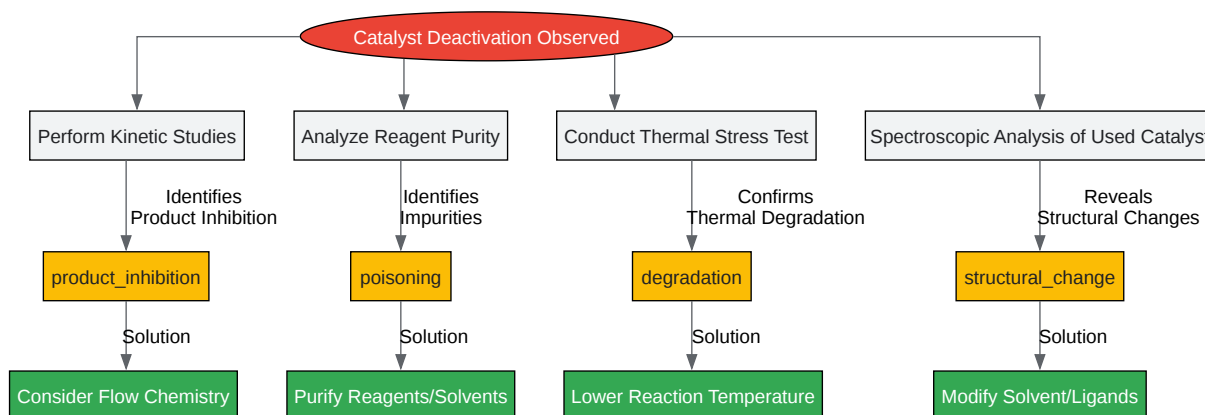 Catalyst Deactivation Observed
Perform Kinetic Studies
Analyze Reagent Purity
Conduct Thermal Stress Test
Spectroscopic Analysis of Used Catalyst
Identifies
Product Inhibition
Identifies
Impurities
Confirms
Thermal Degradation
Reveals
Structural Changes
product_inhibition
poisoning
degradation
structural_change
Solution
Solution
Solution
Solution
Consider Flow Chemistry
Purify Reagents/Solvents
Lower Reaction Temperature
Modify Solvent/Ligands